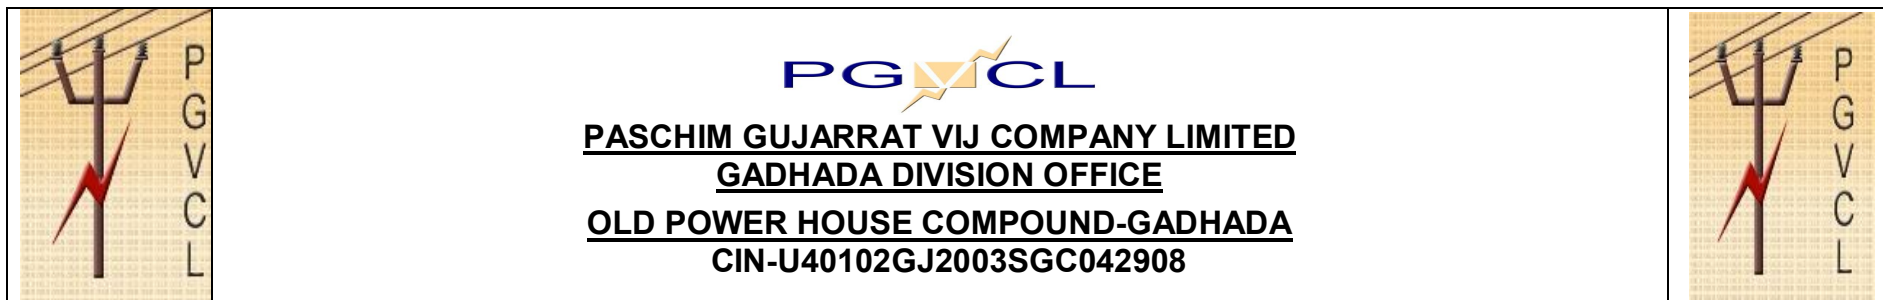 P
G
V
C
L
PGVCL
PASCHIM GUJARRAT VIJ COMPANY LIMITED
GADHADA DIVISION OFFICE
OLD POWER HOUSE COMPOUND-GADHADA
CIN-U40102GJ2003SGC042908
P
G
V
C
L